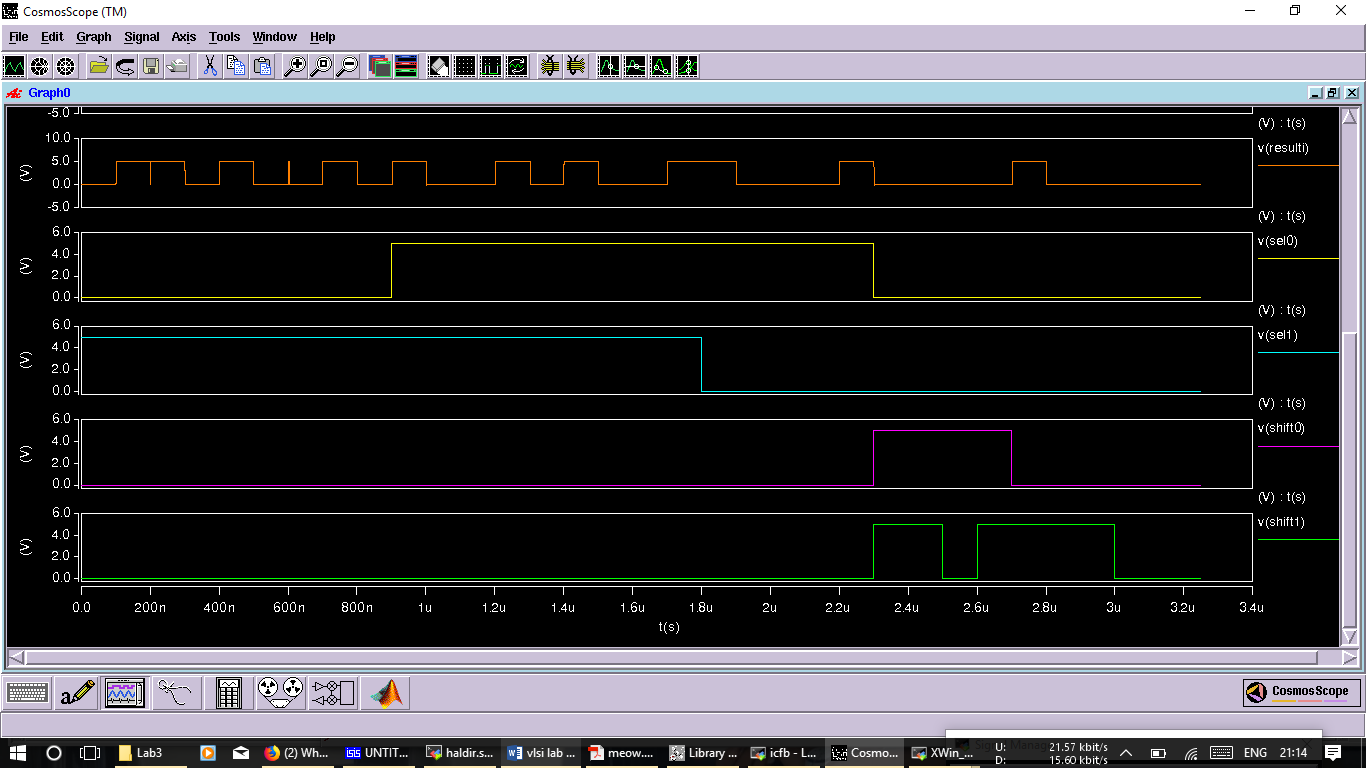 CosmosScope (TM)
File Edit Graph Signal Axis Tools Window Help
Graph0
-5.0
(V) : t(s)
10.0
v(resulti)
5.0
(V)
0.0
-5.0
(V) : t(s)
6.0
v(sel0)
4.0
(V)
2.0
0.0
(V) : t(s)
6.0
v(sel1)
4.0
(V)
2.0
0.0
(V) : t(s)
6.0
v(shift0)
4.0
(V)
2.0
0.0
(V) : t(s)
6.0
v(shift1)
4.0
(V)
2.0
0.0
0.0 200n 400n 600n 800n 1u 1.2u 1.4u 1.6u 1.8u 2u 2.2u 2.4u 2.6u 2.8u 3u 3.2u 3.4u
t(s)
a
CosmosScope
Lab3 (2) Wh... ISIS UNTIT... haldir.s... vlsi lab ... meow.... Library ... icfb - L... Cosmo... XWin_... U: 21.57 kbit/s ENG 21:14
D: 15.60 kbit/s